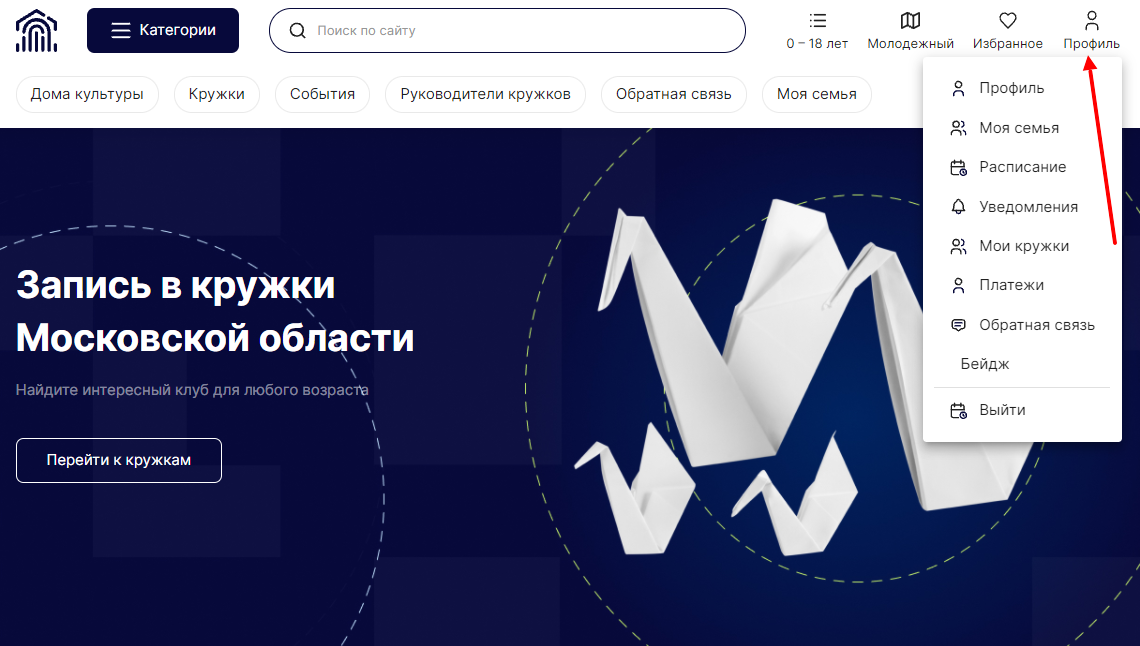 Категории
Поиск по сайту
0 – 18 лет
Молодежный
Избранное
Профиль
Дома культуры
Кружки
События
Руководители кружков
Обратная связь
Моя семья
Профиль
Моя семья
Расписание
Уведомления
Мои кружки
Платежи
Обратная связь
Бейдж
Выйти
Запись в кружки
Московской области
Найдите интересный клуб для любого возраста
Перейти к кружкам